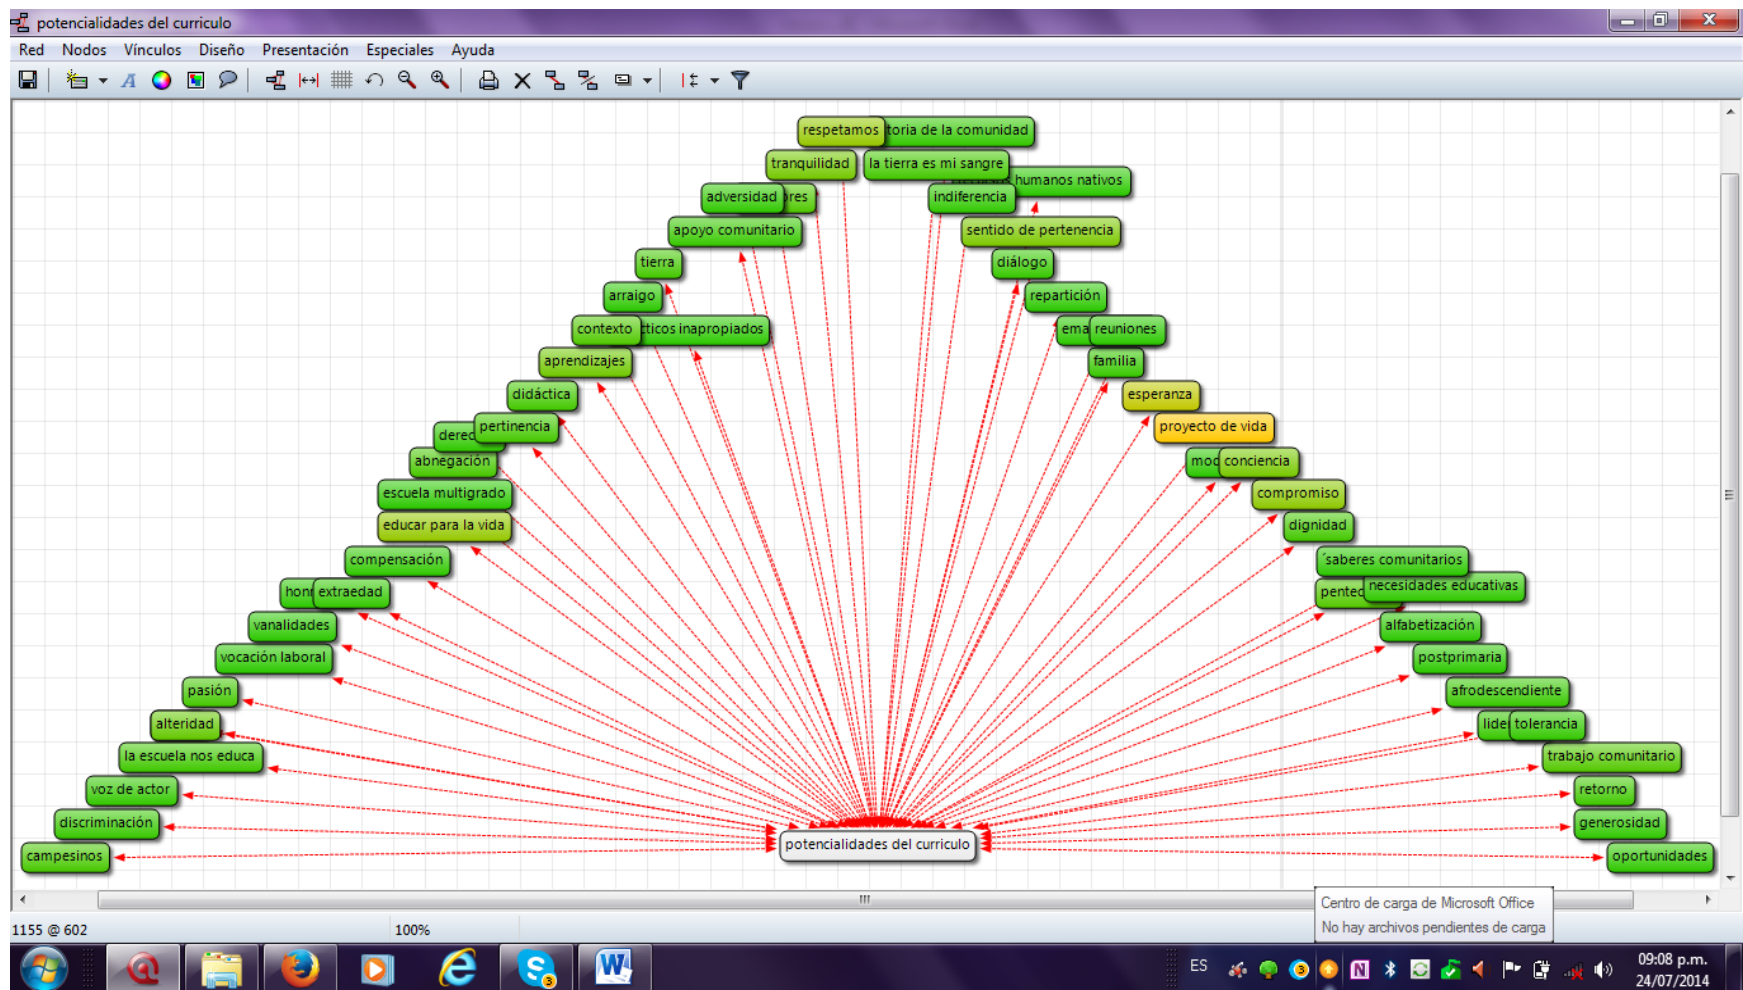 potencialidades del curriculo
Red Nodos Vínculos Diseño Presentación Especiales Ayuda
respetamos toria de la comunidad
tranquilidad la tierra es mi sangre
humanos nativos
adversidad res indiferencia
apoyo comunitario sentido de pertenencia
tierra diálogo
arraigo repartición
contexto cticos inapropiados ema reuniones
aprendizajes familia
didáctica esperanza
pertinencia proyecto de vida
derec
abnegación mod conciencia
escuela multigrado compromiso
educar para la vida dignidad
compensación ´saberes comunitarios
necesidades educativas
hon extraedad pentec
vanalidades alfabetización
vocación laboral postprimaria
pasión afrodescendiente
alteridad lider tolerancia
la escuela nos educa trabajo comunitario
voz de actor retorno
discriminación generosidad
potencialidades del curriculo
campesinos oportunidades
Centro de carga de Microsoft Office
No hay archivos pendientes de carga
1155 @ 602 100%
ES 09:08 p.m.
24/07/2014